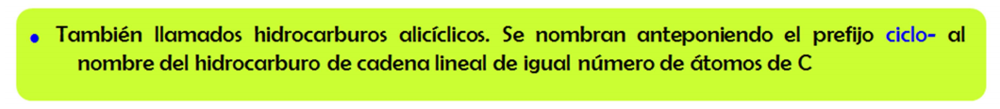 • También llamados hidrocarburos alicíclicos. Se nombran anteponiendo el prefijo ciclo- al
nombre del hidrocarburo de cadena lineal de igual número de átomos de C